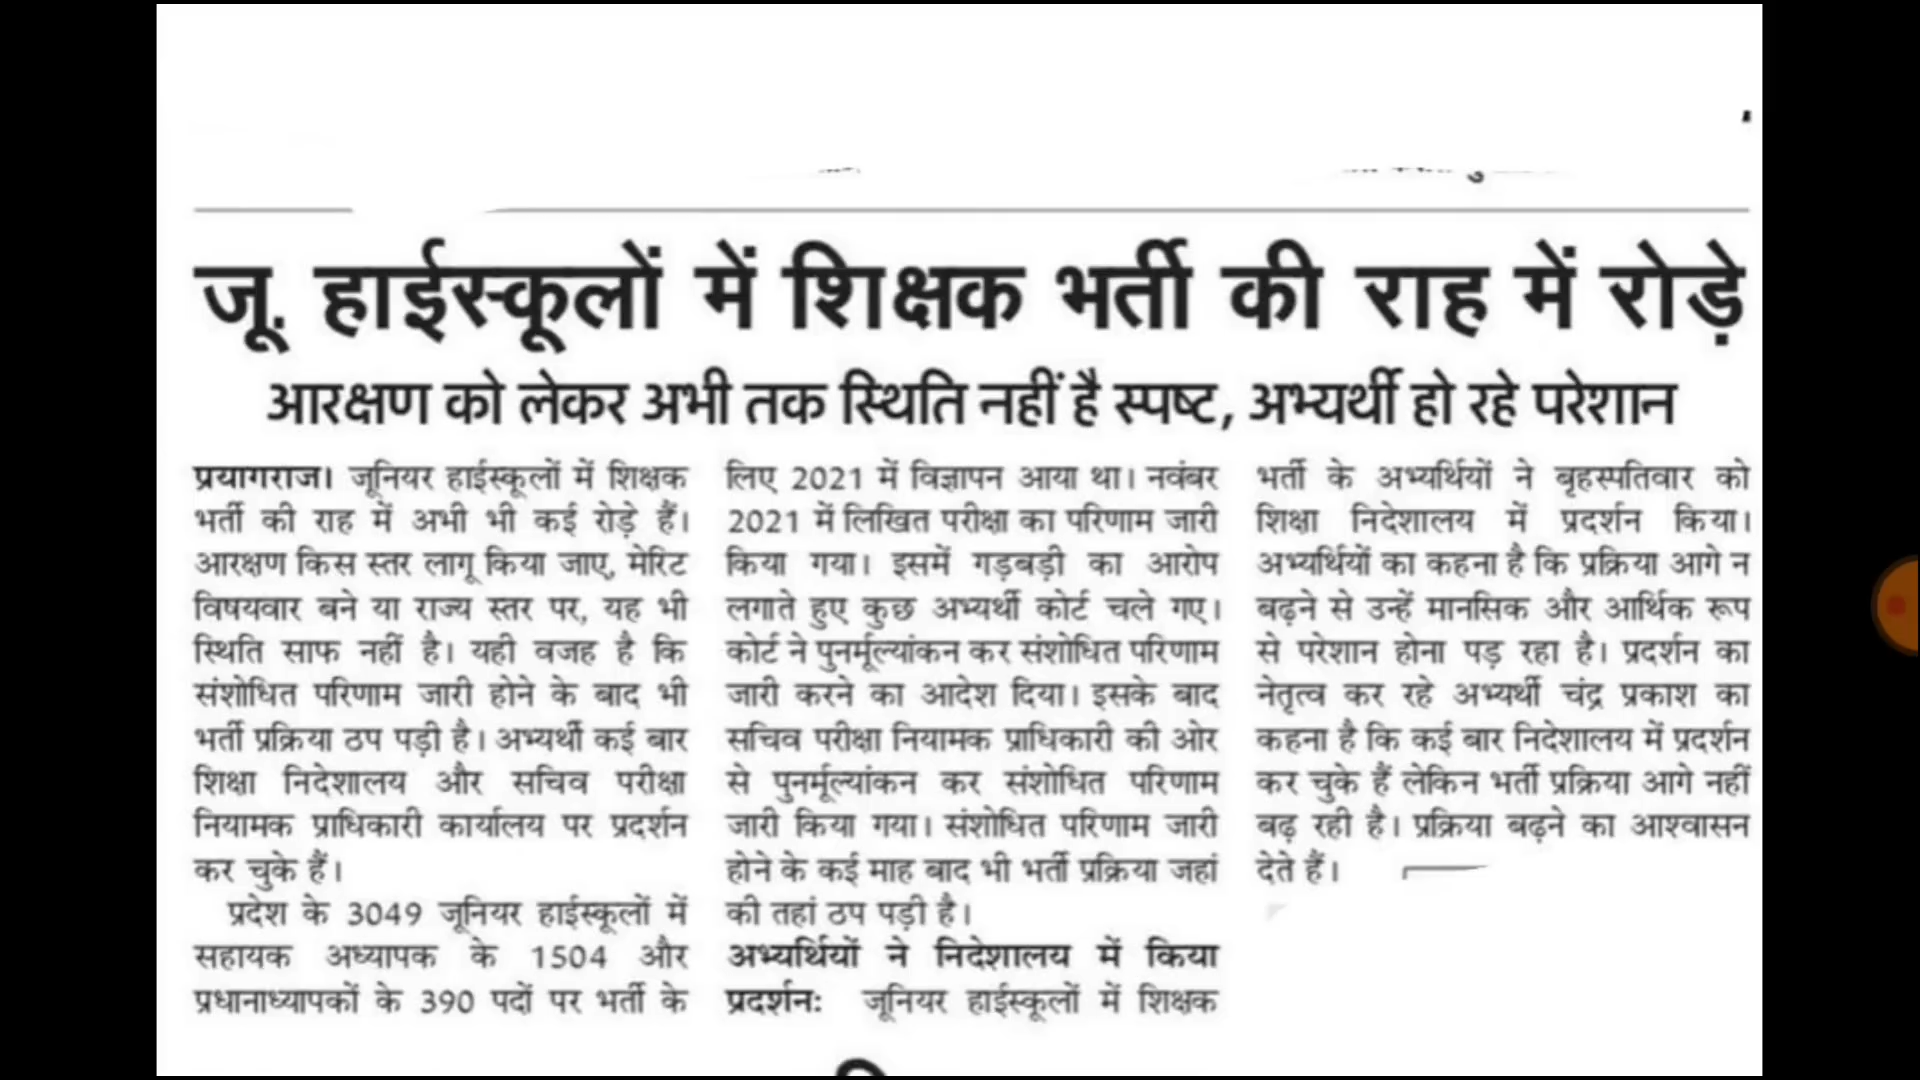 जू. हाईस्कूलों में शिक्षक भर्ती की राह में रोड़े
आरक्षण को लेकर अभी तक स्थिति नहीं है स्पष्ट, अभ्यर्थी हो रहे परेशान
प्रयागराज। जूनियर हाईस्कूलों में शिक्षक
भर्ती की राह में अभी भी कई रोड़े हैं।
आरक्षण किस स्तर लागू किया जाए, मेरिट
विषयवार बने या राज्य स्तर पर, यह भी
स्थिति साफ नहीं है। यही वजह है कि
संशोधित परिणाम जारी होने के बाद भी
भर्ती प्रक्रिया ठप पड़ी है। अभ्यर्थी कई बार
शिक्षा निदेशालय और सचिव परीक्षा
नियामक प्राधिकारी कार्यालय पर प्रदर्शन
कर चुके हैं।
प्रदेश के 3049 जूनियर हाईस्कूलों में
सहायक अध्यापक के 1504 और
प्रधानाध्यापकों के 390 पदों पर भर्ती के
लिए 2021 में विज्ञापन आया था। नवंबर
2021 में लिखित परीक्षा का परिणाम जारी
किया गया। इसमें गड़बड़ी का आरोप
लगाते हुए कुछ अभ्यर्थी कोर्ट चले गए।
कोर्ट ने पुनर्मूल्यांकन कर संशोधित परिणाम
जारी करने का आदेश दिया। इसके बाद
सचिव परीक्षा नियामक प्राधिकारी की ओर
से पुनर्मूल्यांकन कर संशोधित परिणाम
जारी किया गया। संशोधित परिणाम जारी
होने के कई माह बाद भी भर्ती प्रक्रिया जहां
की तहां ठप पड़ी है।
अभ्यर्थियों ने निदेशालय में किया
प्रदर्शनः जूनियर हाईस्कूलों में शिक्षक
भर्ती के अभ्यर्थियों ने बृहस्पतिवार को
शिक्षा निदेशालय में प्रदर्शन किया।
अभ्यर्थियों का कहना है कि प्रक्रिया आगे न
बढ़ने से उन्हें मानसिक और आर्थिक रूप
से परेशान होना पड़ रहा है। प्रदर्शन का
नेतृत्व कर रहे अभ्यर्थी चंद्र प्रकाश का
कहना है कि कई बार निदेशालय में प्रदर्शन
कर चुके हैं लेकिन भर्ती प्रक्रिया आगे नहीं
बढ़ रही है। प्रक्रिया बढ़ने का आश्वासन
देते हैं।